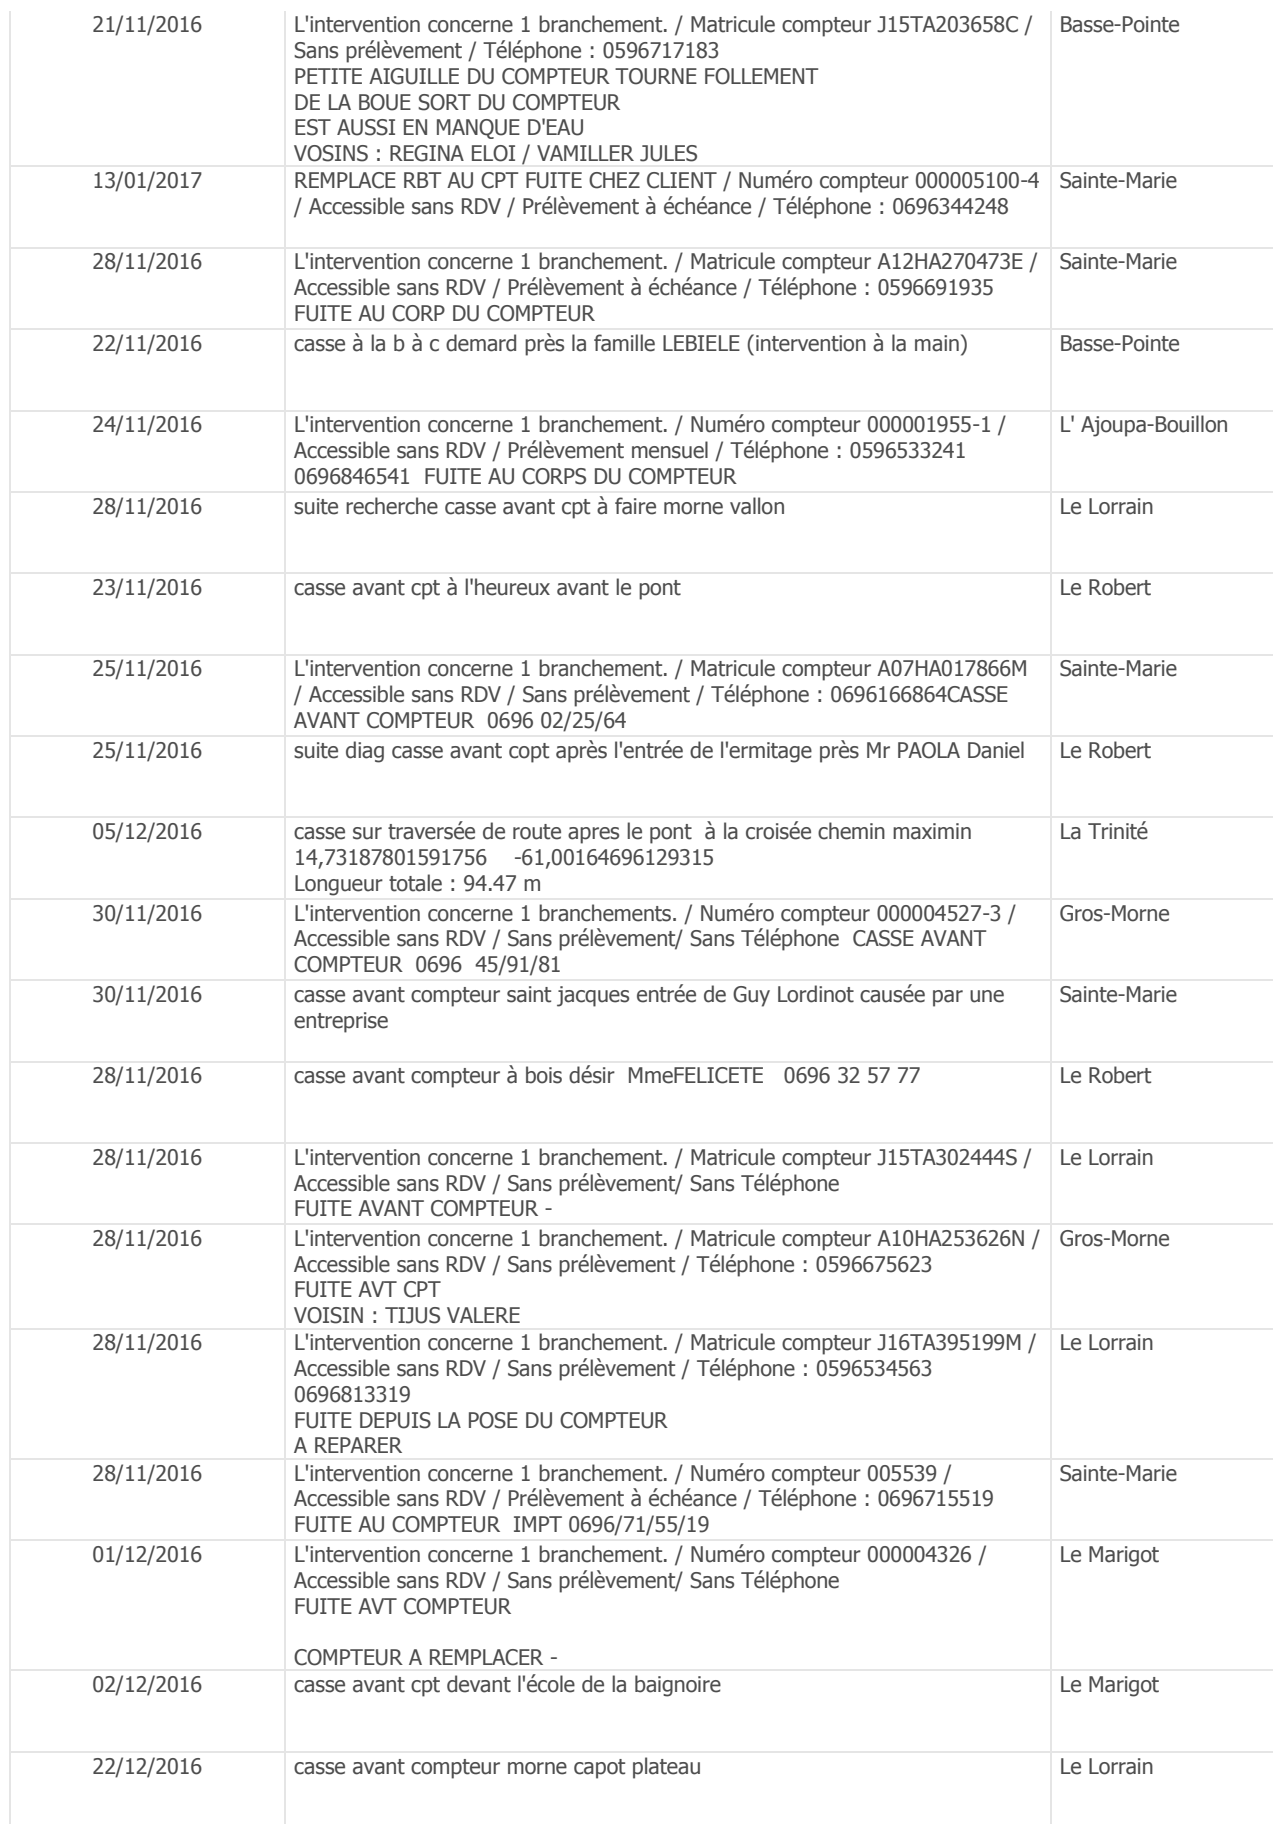 21/11/2016 L'intervention concerne 1 branchement. / Matricule compteur J15TA203658C / Basse-Pointe
Sans prélèvement / Téléphone : 0596717183
PETITE AIGUILLE DU COMPTEUR TOURNE FOLLEMENT
DE LA BOUE SORT DU COMPTEUR
EST AUSSI EN MANQUE D'EAU
VOSINS : REGINA ELOI / VAMILLER JULES
13/01/2017 REMPLACE RBT AU CPT FUITE CHEZ CLIENT / Numéro compteur 000005100-4 Sainte-Marie
/ Accessible sans RDV / Prélèvement à échéance / Téléphone : 0696344248
28/11/2016 L'intervention concerne 1 branchement. / Matricule compteur A12HA270473E / Sainte-Marie
Accessible sans RDV / Prélèvement à échéance / Téléphone : 0596691935
FUITE AU CORP DU COMPTEUR
22/11/2016 casse à la b à c demard près la famille LEBIELE (intervention à la main) Basse-Pointe
24/11/2016 L'intervention concerne 1 branchement. / Numéro compteur 000001955-1 / L' Ajoupa-Bouillon
Accessible sans RDV / Prélèvement mensuel / Téléphone : 0596533241
0696846541 FUITE AU CORPS DU COMPTEUR
28/11/2016 suite recherche casse avant cpt à faire morne vallon Le Lorrain
23/11/2016 casse avant cpt à l'heureux avant le pont Le Robert
25/11/2016 L'intervention concerne 1 branchement. / Matricule compteur A07HA017866M Sainte-Marie
/ Accessible sans RDV / Sans prélèvement / Téléphone : 0696166864CASSE
AVANT COMPTEUR 0696 02/25/64
25/11/2016 suite diag casse avant copt après l'entrée de l'ermitage près Mr PAOLA Daniel Le Robert
05/12/2016 casse sur traversée de route apres le pont à la croisée chemin maximin La Trinité
14,73187801591756 -61,00164696129315
Longueur totale : 94.47 m
30/11/2016 L'intervention concerne 1 branchements. / Numéro compteur 000004527-3 / Gros-Morne
Accessible sans RDV / Sans prélèvement/ Sans Téléphone CASSE AVANT
COMPTEUR 0696 45/91/81
30/11/2016 casse avant compteur saint jacques entrée de Guy Lordinot causée par une Sainte-Marie
entreprise
28/11/2016 casse avant compteur à bois désir MmeFELICETE 0696 32 57 77 Le Robert
28/11/2016 L'intervention concerne 1 branchement. / Matricule compteur J15TA302444S / Le Lorrain
Accessible sans RDV / Sans prélèvement/ Sans Téléphone
FUITE AVANT COMPTEUR -
28/11/2016 L'intervention concerne 1 branchement. / Matricule compteur A10HA253626N / Gros-Morne
Accessible sans RDV / Sans prélèvement / Téléphone : 0596675623
FUITE AVT CPT
VOISIN : TIJUS VALERE
28/11/2016 L'intervention concerne 1 branchement. / Matricule compteur J16TA395199M / Le Lorrain
Accessible sans RDV / Sans prélèvement / Téléphone : 0596534563
0696813319
FUITE DEPUIS LA POSE DU COMPTEUR
A REPARER
28/11/2016 L'intervention concerne 1 branchement. / Numéro compteur 005539 / Sainte-Marie
Accessible sans RDV / Prélèvement à échéance / Téléphone : 0696715519
FUITE AU COMPTEUR IMPT 0696/71/55/19
01/12/2016 L'intervention concerne 1 branchement. / Numéro compteur 000004326 / Le Marigot
Accessible sans RDV / Sans prélèvement/ Sans Téléphone
FUITE AVT COMPTEUR
COMPTEUR A REMPLACER -
02/12/2016 casse avant cpt devant l'école de la baignoire Le Marigot
22/12/2016 casse avant compteur morne capot plateau Le Lorrain